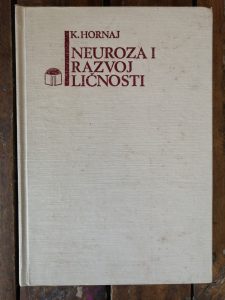 K. HORNAJ
NEUROZA I
RAZVOJ
LIČNOSTI